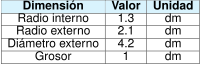 Dimensión Valor Unidad
Radio interno 1.3 dm
Radio externo 2.1 dm
Diámetro externo 4.2 dm
Grosor 1 dm